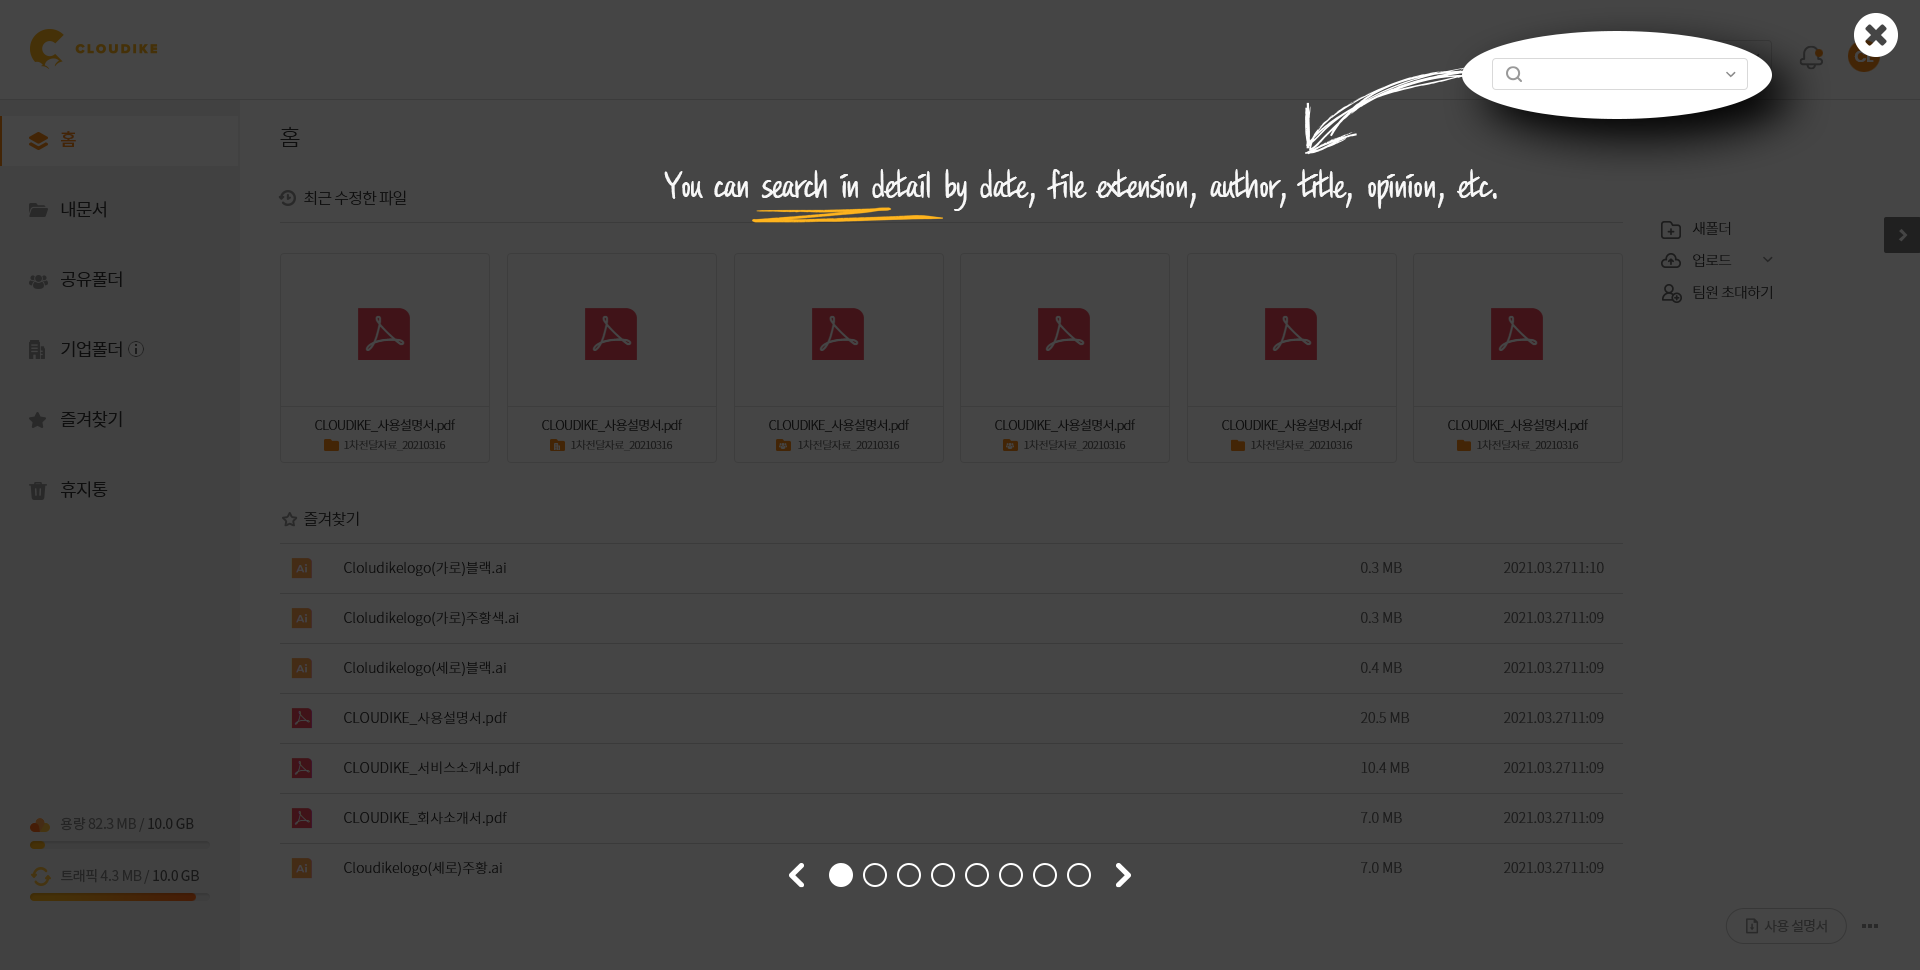 CLOUDIKE
홈
홈
You can search in detail by date, file extension, author, title, opinion, etc.
최근 수정한 파일
내문서
새폴더
업로드
공유폴더
팀원 초대하기
기업폴더
즐겨찾기
휴지통
CLOUDIKE_사용설명서.pdf CLOUDIKE_사용설명서.pdf CLOUDIKE_사용설명서.pdf CLOUDIKE_사용설명서.pdf CLOUDIKE_사용설명서.pdf CLOUDIKE_사용설명서.pdf
1차전달자료_20210316 1차전달자료_20210316 1차전달자료_20210316 1차전달자료_20210316 1차전달자료_20210316 1차전달자료_20210316
즐겨찾기
Ai Cloludikelogo(가로)블랙.ai 0.3 MB 2021.03.2711:10
Ai Cloludikelogo(가로)주황색.ai 0.3 MB 2021.03.2711:09
Ai Cloludikelogo(세로)블랙.ai 0.4 MB 2021.03.2711:09
CLOUDIKE_사용설명서.pdf 20.5 MB 2021.03.2711:09
CLOUDIKE_서비스소개서.pdf 10.4 MB 2021.03.2711:09
CLOUDIKE_회사소개서.pdf 7.0 MB 2021.03.2711:09
Ai Cloudikelogo(세로)주황.ai 7.0 MB 2021.03.2711:09
용량 82.3 MB / 10.0 GB
트래픽 4.3 MB / 10.0 GB
사용 설명서